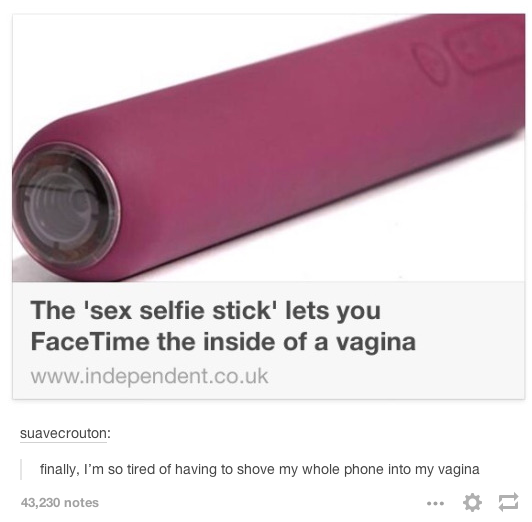 The 'sex selfie stick' lets you
FaceTime the inside of a vagina
www.independent.co.uk
suavecrouton:
finally, I'm so tired of having to shove my whole phone into my vagina
43,230 notes